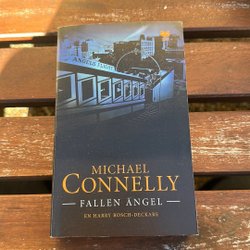 ANGELS FLIGHT
MICHAEL
CONNELLY
FALLEN ÄNGEL
EN HARRY BOSCH-DECKARE